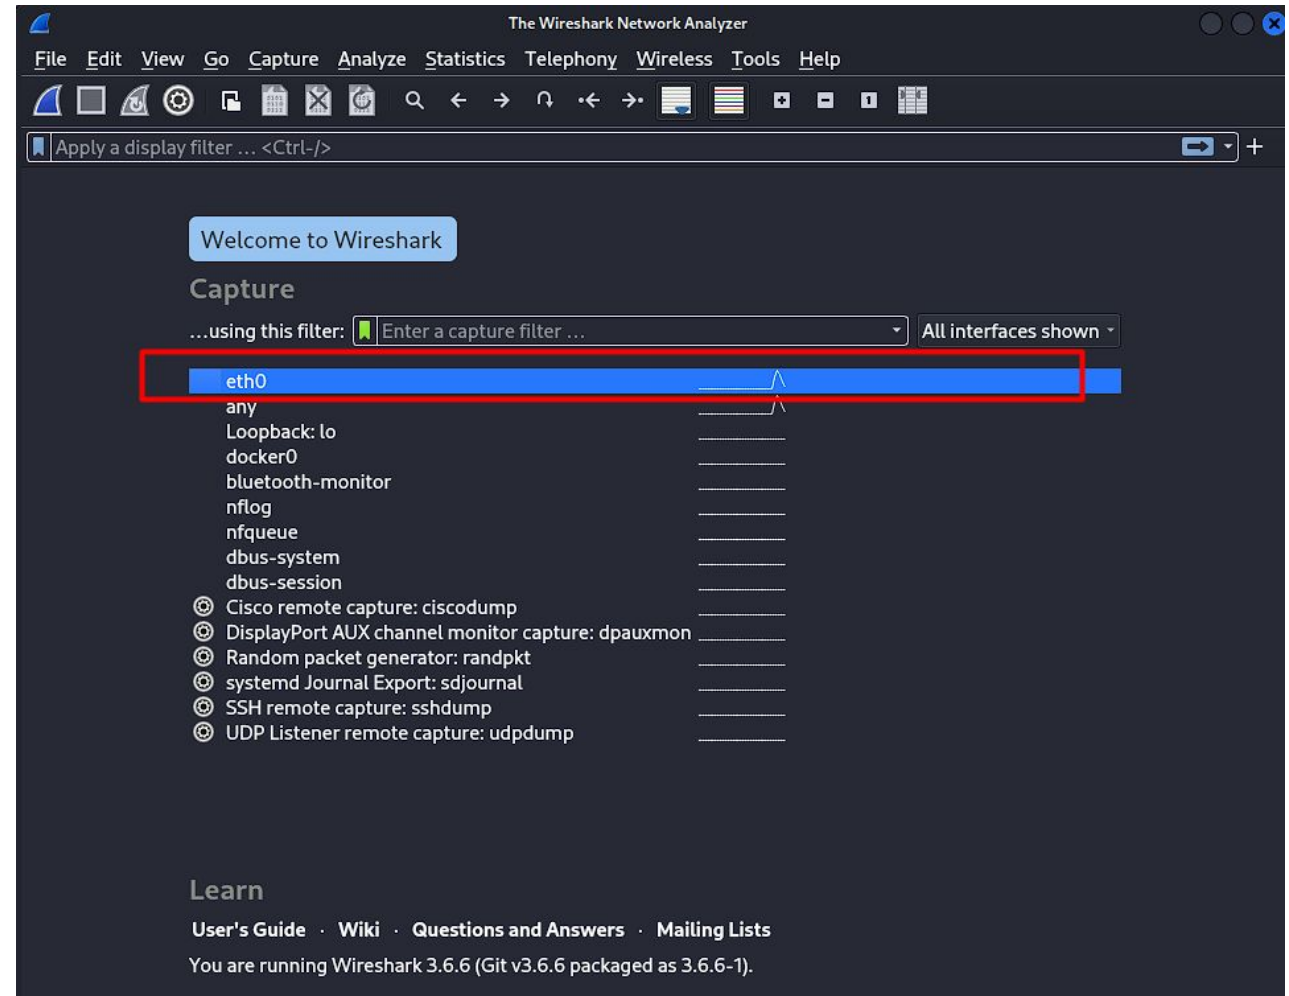 The Wireshark Network Analyzer
File Edit View Go Capture Analyze Statistics Telephony Wireless Tools Help
Apply a display filter … <Ctrl-/>
Welcome to Wireshark
Capture
…using this filter: Enter a capture filter … All interfaces shown
eth0
any
Loopback: lo
docker0
bluetooth-monitor
nflog
nfqueue
dbus-system
dbus-session
Cisco remote capture: ciscodump
DisplayPort AUX channel monitor capture: dpauxmon
Random packet generator: randpkt
systemd Journal Export: sdjournal
SSH remote capture: sshdump
UDP Listener remote capture: udpdump
Learn
User's Guide · Wiki · Questions and Answers · Mailing Lists
You are running Wireshark 3.6.6 (Git v3.6.6 packaged as 3.6.6-1).